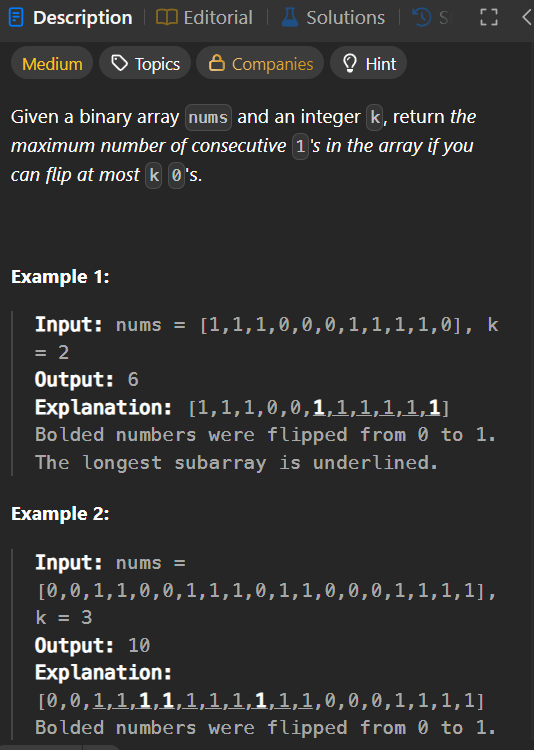 Description Editorial Solutions S
Medium Topics Companies Hint
Given a binary array nums and an integer k, return the
maximum number of consecutive 1's in the array if you
can flip at most k 0's.
Example 1:
Input: nums = [1,1,1,0,0,0,1,1,1,1,0], k
= 2
Output: 6
Explanation: [1,1,1,0,0,1,1,1,1,1,1]
Bolded numbers were flipped from 0 to 1.
The longest subarray is underlined.
Example 2:
Input: nums =
[0,0,1,1,0,0,1,1,1,0,1,1,0,0,0,1,1,1,1],
k = 3
Output: 10
Explanation:
[0,0,1,1,1,1,1,1,1,1,1,1,0,0,0,1,1,1,1]
Bolded numbers were flipped from 0 to 1.